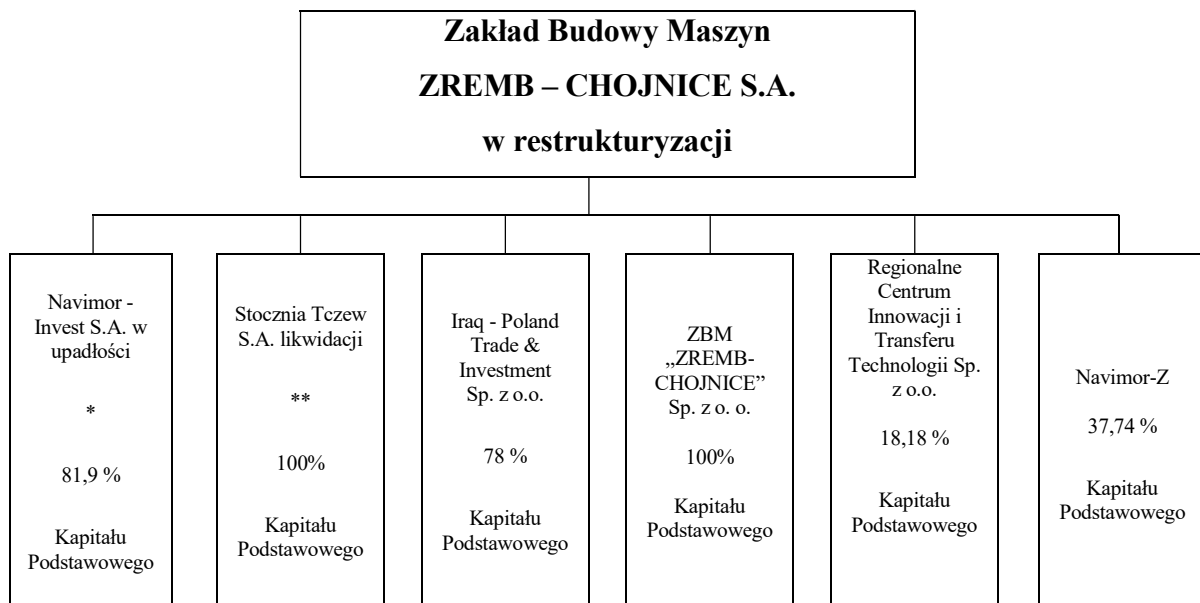 Zakład Budowy Maszyn
ZREMB – CHOJNICE S.A.
w restrukturyzacji
Navimor -
Invest S.A. w
upadłości
*
81,9 %
Kapitału
Podstawowego
Stocznia Tczew
S.A. likwidacji
**
100%
Kapitału
Podstawowego
Iraq - Poland
Trade &
Investment
Sp. z o.o.
78 %
Kapitału
Podstawowego
ZBM
„ZREMB-
CHOJNICE”
Sp. z o. o.
100%
Kapitału
Podstawowego
Regionalne
Centrum
Innowacji i
Transferu
Technologii Sp.
z o.o.
18,18 %
Kapitału
Podstawowego
Navimor-Z
37,74 %
Kapitału
Podstawowego